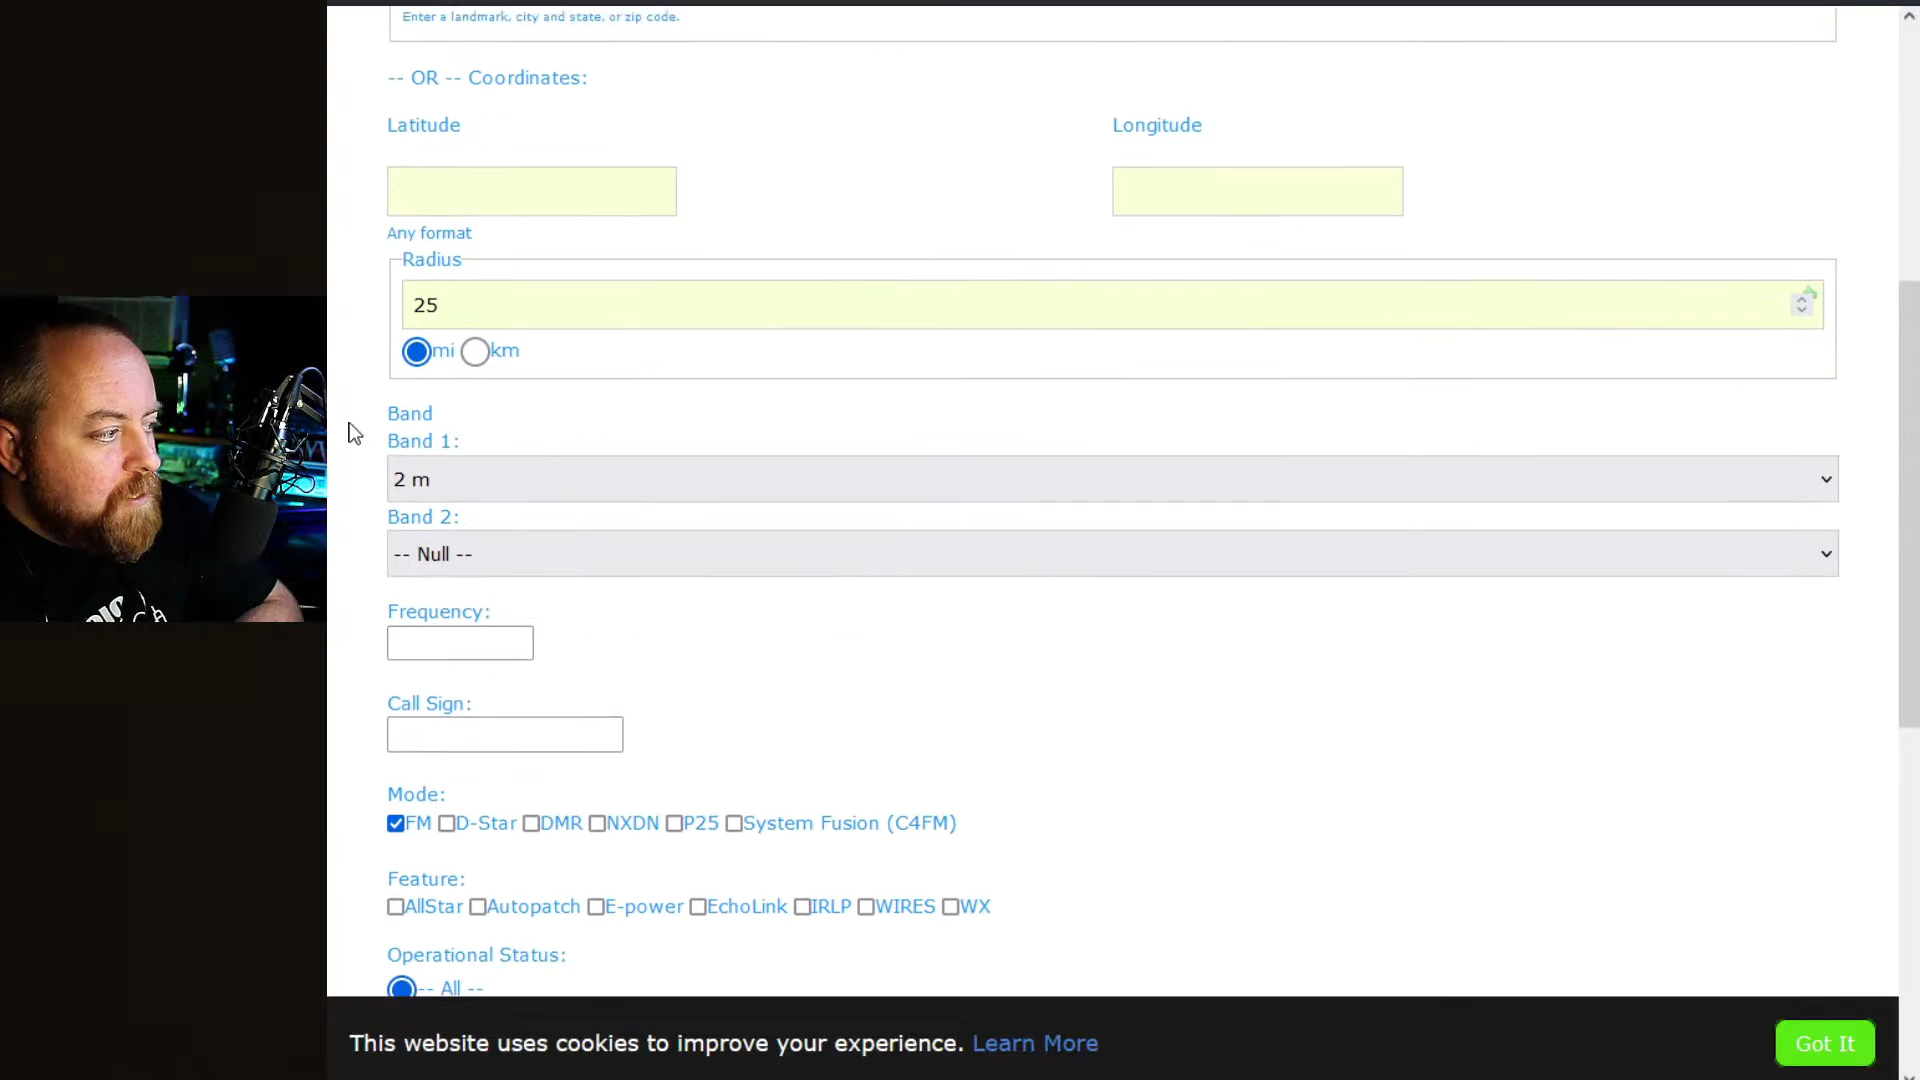 Enter a landmark, city and state, or zip code.
-- OR -- Coordinates:
Latitude Longitude
Any format
Radius
25
mi km
Band
Band 1:
2 m
Band 2:
-- Null --
Frequency:
Call Sign:
Mode:
FM D-Star DMR NXDN P25 System Fusion (C4FM)
Feature:
AllStar Autopatch E-power EchoLink IRLP WIRES WX
Operational Status:
-- All --
This website uses cookies to improve your experience. Learn More Got It